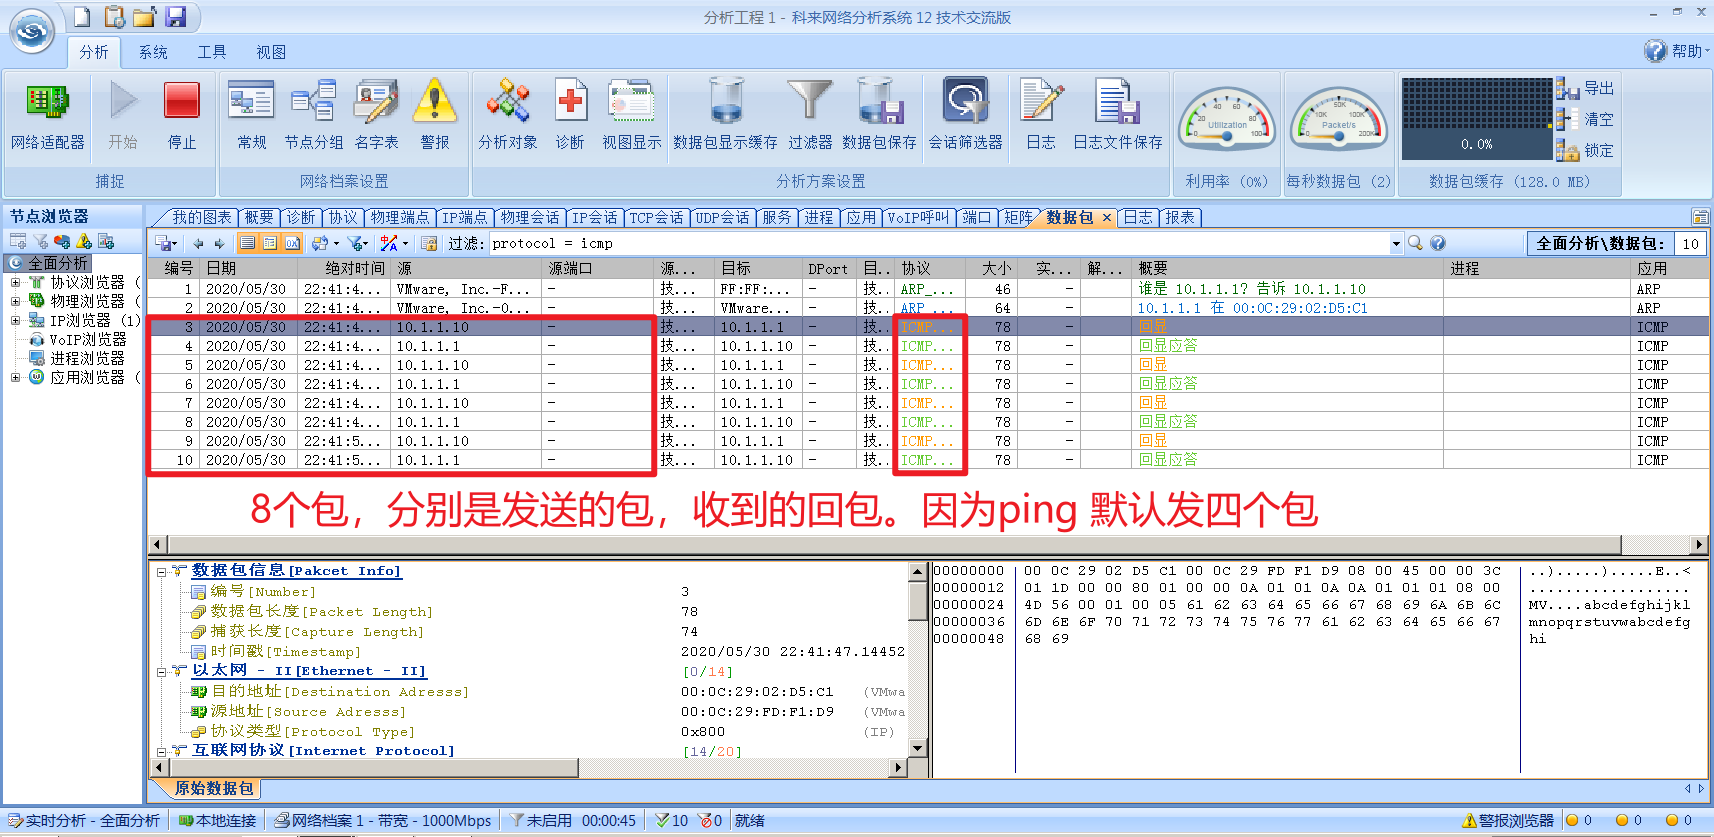 分析工程 1 - 科来网络分析系统 12 技术交流版
分析 系统 工具 视图 帮助
网络适配器 开始 停止 常规 节点分组 名字表 警报 分析对象 诊断 视图显示 数据包显示缓存 过滤器 数据包保存 会话筛选器 日志 日志文件保存
20 40 60 80 100 0 Utilization
50K 100K 150K 0 200K Packet/s
0.0%
导出
清空
锁定
捕捉 网络档案设置 分析方案设置 利用率 (0%) 每秒数据包 (2) 数据包缓存 (128.0 MB)
节点浏览器
全面分析
协议浏览器 (
物理浏览器 (
IP浏览器 (1)
VoIP浏览器
进程浏览器
应用浏览器 (
我的图表 概要 诊断 协议 物理端点 IP端点 物理会话 IP会话 TCP会话 UDP会话 服务 进程 应用 VoIP呼叫 端口 矩阵 数据包 × 日志 报表
过滤: protocol = icmp 全面分析\数据包: 10
编号 日期 绝对时间 源 源端口 源... 目标 DPort 目... 协议 大小 实... 解... 概要 进程 应用
1 2020/05/30 22:41:4... VMware, Inc.-F... - 技... FF:FF:... - 技.. ARP_... 46 - 谁是 10.1.1.1? 告诉 10.1.1.10 ARP
2 2020/05/30 22:41:4... VMware, Inc.-0... - 技... VMware... - 技.. ARP_... 64 - 10.1.1.1 在 00:0C:29:02:D5:C1 ARP
3 2020/05/30 22:41:4... 10.1.1.10 - 技... 10.1.1.1 - 技.. ICMP... 78 - 回显 ICMP
4 2020/05/30 22:41:4... 10.1.1.1 - 技... 10.1.1.10 - 技.. ICMP... 78 - 回显应答 ICMP
5 2020/05/30 22:41:4... 10.1.1.10 - 技... 10.1.1.1 - 技.. ICMP... 78 - 回显 ICMP
6 2020/05/30 22:41:4... 10.1.1.1 - 技... 10.1.1.10 - 技.. ICMP... 78 - 回显应答 ICMP
7 2020/05/30 22:41:4... 10.1.1.10 - 技... 10.1.1.1 - 技.. ICMP... 78 - 回显 ICMP
8 2020/05/30 22:41:4... 10.1.1.1 - 技... 10.1.1.10 - 技.. ICMP... 78 - 回显应答 ICMP
9 2020/05/30 22:41:5... 10.1.1.10 - 技... 10.1.1.1 - 技.. ICMP... 78 - 回显 ICMP
10 2020/05/30 22:41:5... 10.1.1.1 - 技... 10.1.1.10 - 技.. ICMP... 78 - 回显应答 ICMP
8个包，分别是发送的包，收到的回包。因为ping 默认发四个包
数据包信息[Pakcet Info]
编号[Number] 3
数据包长度[Packet Length] 78
捕获长度[Capture Length] 74
时间戳[Timestamp] 2020/05/30 22:41:47.14452
以太网 - II[Ethernet - II] [0/14]
目的地址[Destination Adresss] 00:0C:29:02:D5:C1 (VMwa
源地址[Source Adresss] 00:0C:29:FD:F1:D9 (VMwa
协议类型[Protocol Type] 0x800 (IP)
互联网协议[Internet Protocol] [14/20]
00000000 00 0C 29 02 D5 C1 00 0C 29 FD F1 D9 08 00 45 00 00 3C ..).....).....E..<
00000012 01 1D 00 00 80 01 00 00 0A 01 01 0A 0A 01 01 01 08 00 ..................
00000024 4D 56 00 01 00 05 61 62 63 64 65 66 67 68 69 6A 6B 6C MV....abcdefghijkl
00000036 6D 6E 6F 70 71 72 73 74 75 76 77 61 62 63 64 65 66 67 mnopqrstuvwabcdefg
00000048 68 69 hi
原始数据包
实时分析 - 全面分析 本地连接 网络档案 1 - 带宽 - 1000Mbps 未启用 00:00:45 10 0 就绪 警报浏览器 0 0 0